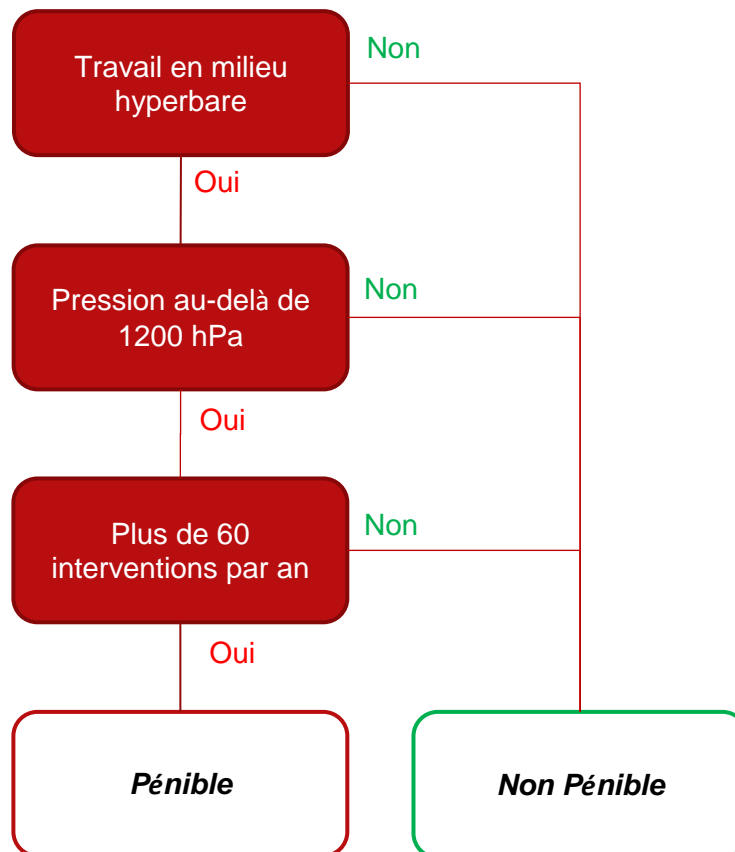 Travail en milieu
hyperbare
Non
Oui
Pression au-delà de
1200 hPa
Non
Oui
Plus de 60
interventions par an
Non
Oui
Pénible
Non Pénible